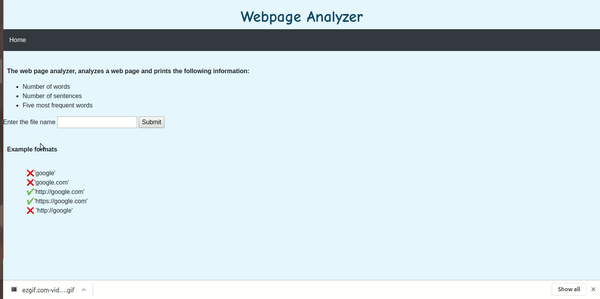 Webpage Analyzer
Home
The web page analyzer, analyzes a web page and prints the following information:
Number of words
Number of sentences
Five most frequent words
Enter the file name Submit
Example formats
'google'
'google.com'
'http://google.com'
'https://google.com'
'http://google'
ezgif.com-vid....gif Show all